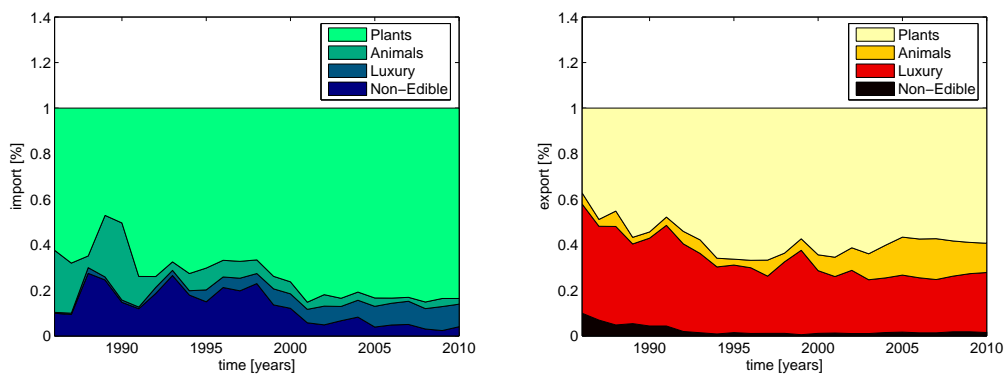 1.4
1.2
1
0.8
0.6
0.4
0.2
0
import [%]
1990 1995 2000 2005 2010
time [years]
Plants
Animals
Luxury
Non−Edible
1.4
1.2
1
0.8
0.6
0.4
0.2
0
export [%]
1990 1995 2000 2005 2010
time [years]
Plants
Animals
Luxury
Non−Edible